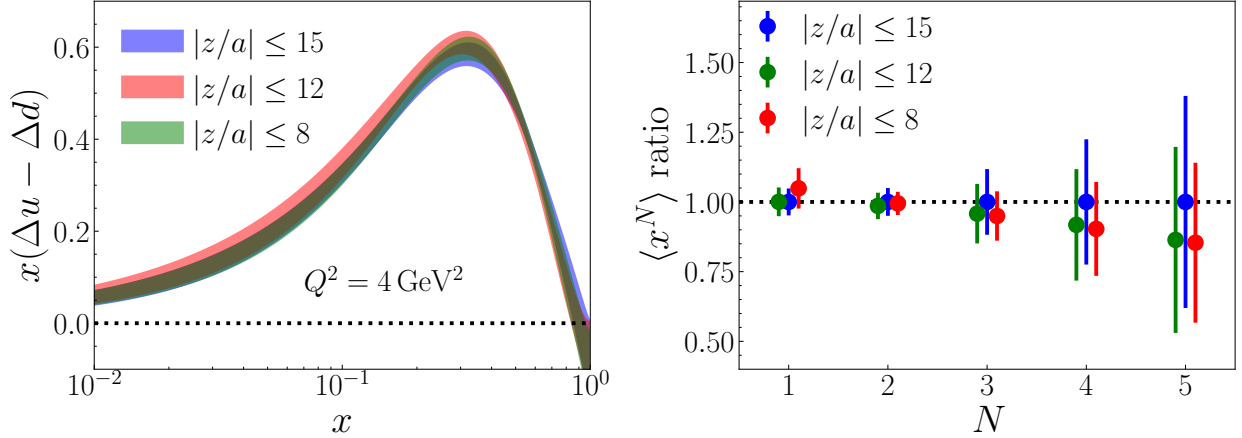 x(Δu − Δd)
0.6
0.4
0.2
0.0
|z/a| ≤ 15
|z/a| ≤ 12
|z/a| ≤ 8
Q² = 4 GeV²
10⁻² 10⁻¹ 10⁰
x
⟨x^N⟩ ratio
1.50
1.25
1.00
0.75
0.50
|z/a| ≤ 15
|z/a| ≤ 12
|z/a| ≤ 8
1 2 3 4 5
N